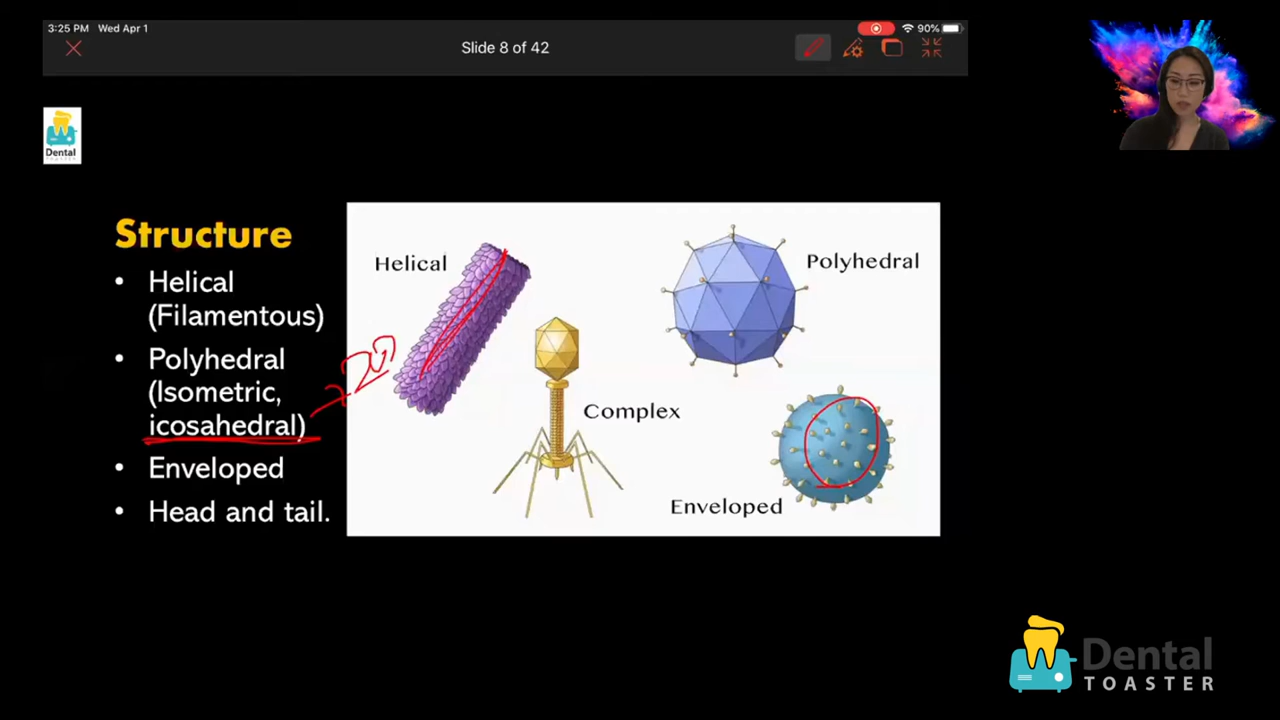 3:25 PM Wed Apr 1
90%
Slide 8 of 42
Dental
TOASTER
Structure
• Helical
(Filamentous)
• Polyhedral
(Isometric,
icosahedral)
• Enveloped
• Head and tail.
Helical
Polyhedral
Complex
Enveloped
Dental
TOASTER